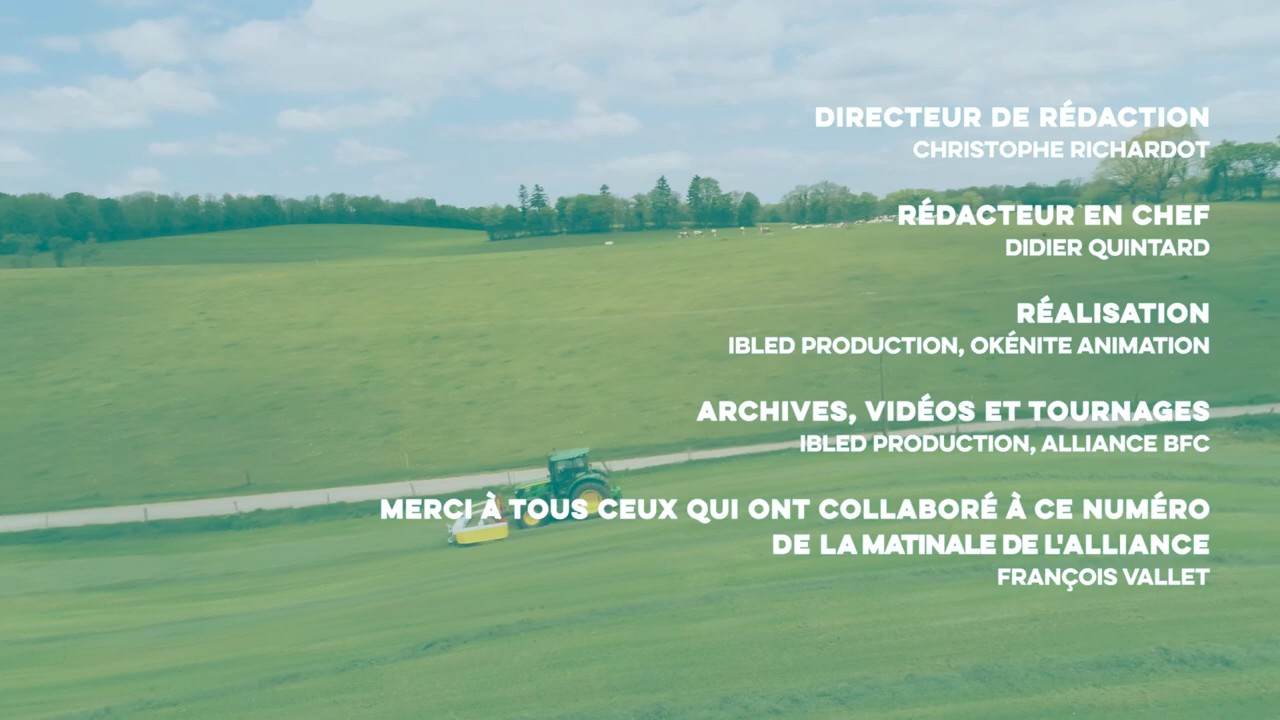 DIRECTEUR DE RÉDACTION
CHRISTOPHE RICHARDOT
RÉDACTEUR EN CHEF
DIDIER QUINTARD
RÉALISATION
IBLED PRODUCTION, OKÉNITE ANIMATION
ARCHIVES, VIDÉOS ET TOURNAGES
IBLED PRODUCTION, ALLIANCE BFC
MERCI À TOUS CEUX QUI ONT COLLABORÉ À CE NUMÉRO
DE LA MATINALE DE L'ALLIANCE
FRANÇOIS VALLET